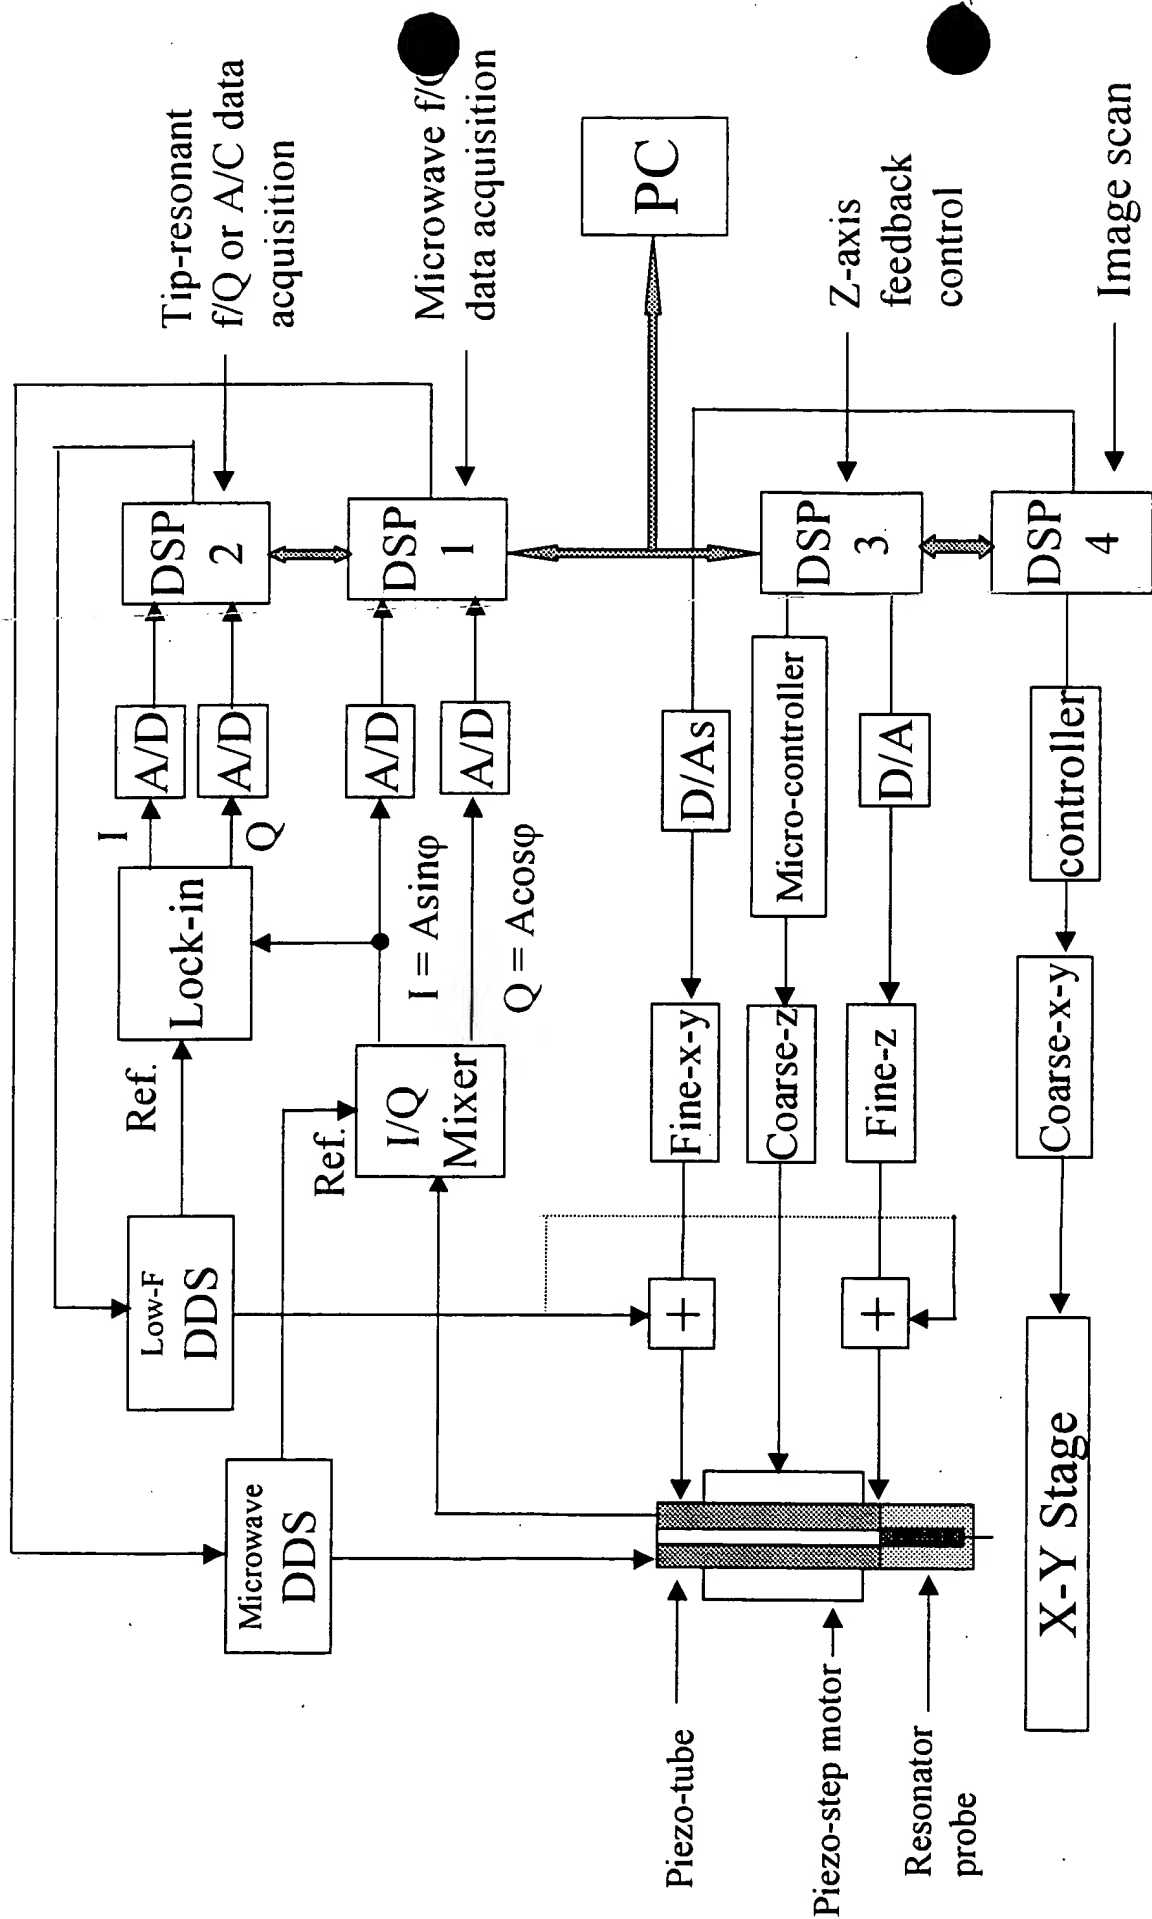 Tip-resonant
f/Q or A/C data
acquisition
Microwave
data acquisition
PC
Z-axis
feedback
control
Image scan
DSP
2
DSP
1
DSP
3
DSP
4
A/D
A/D
A/D
A/D
D/As
Micro-controller
D/A
controller
I
Q
I = Asinφ
Q = Acosφ
Lock-in
Ref.
Ref.
I/Q
Mixer
Fine-x-y
Coarse-z
Fine-z
Coarse-x-y
Low-F
DDS
+
+
Microwave
DDS
X-Y Stage
Piezo-tube
Piezo-step motor
Resonator
probe